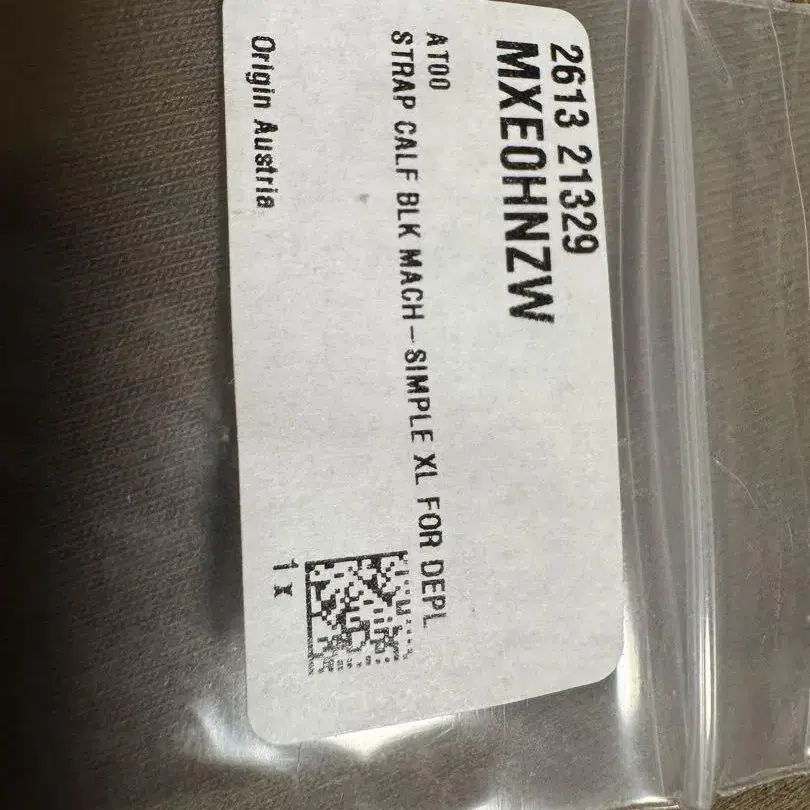 2613 21329
MXE0HNZW
AT00
STRAP CALF BLK MACH-SIMPLE XL FOR DEPL
Origin Austria
1 x